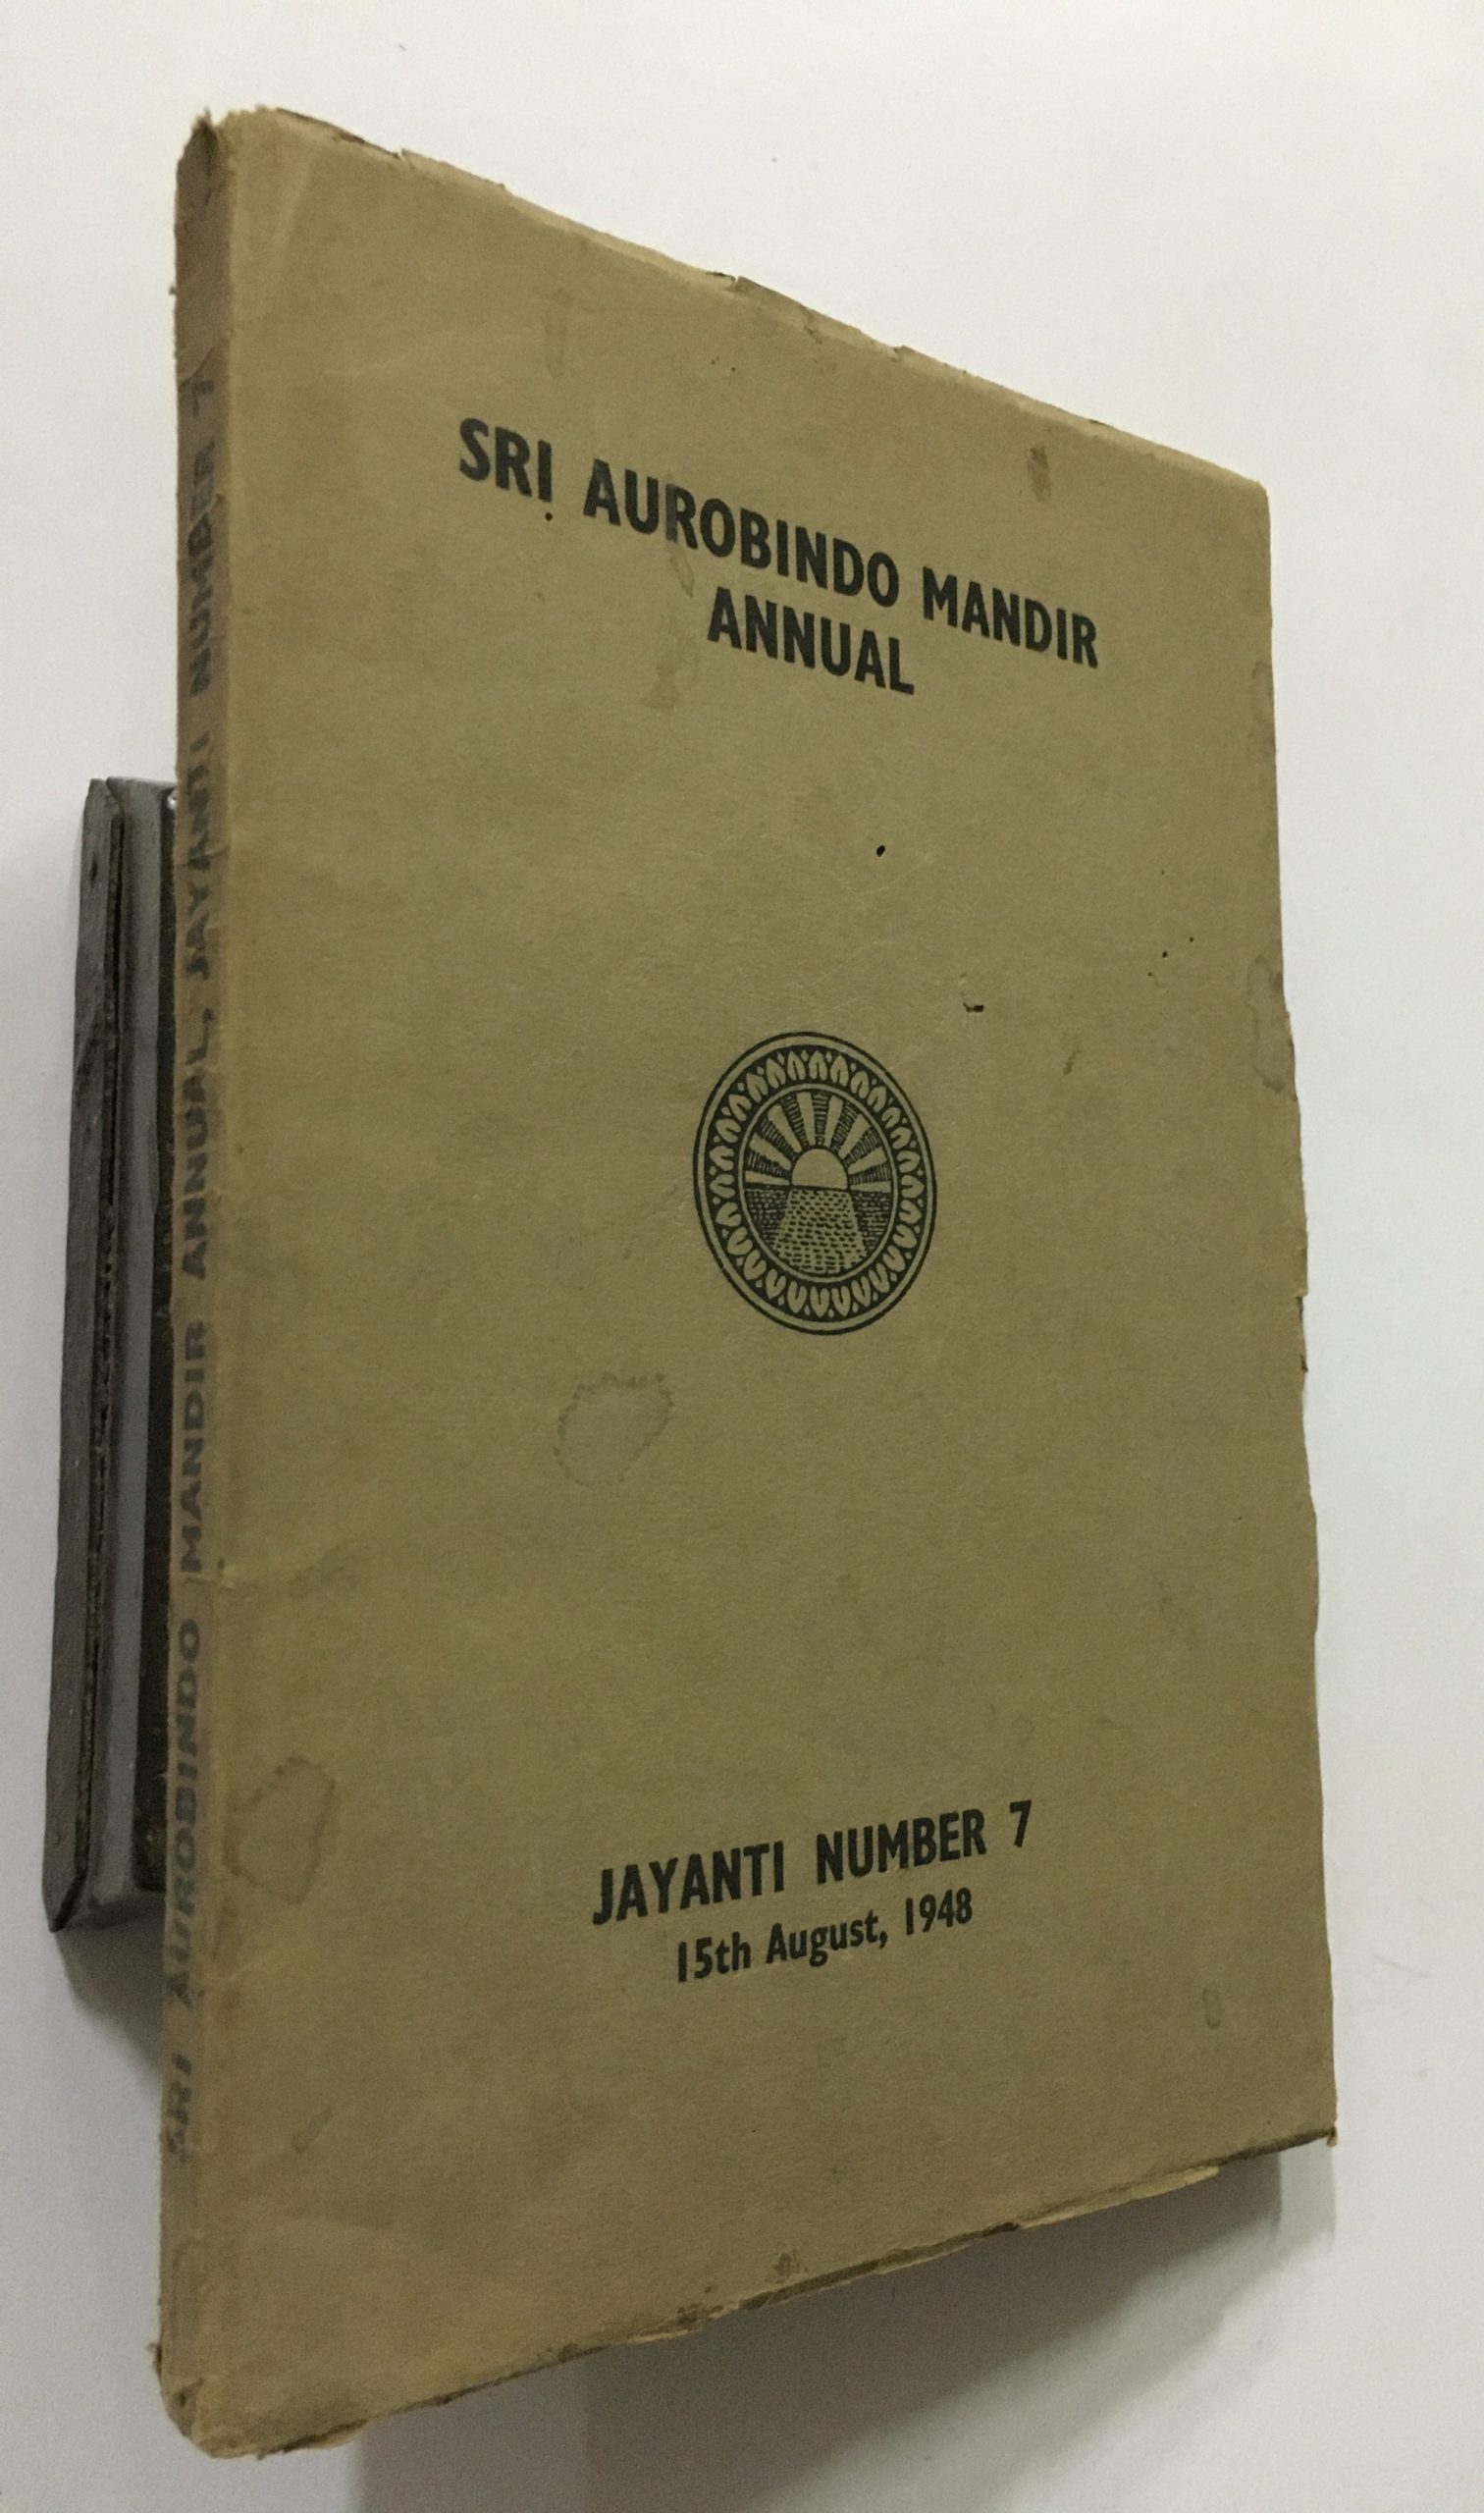 SRI AUROBINDO MANDIR
ANNUAL
JAYANTI NUMBER 7
15th August, 1948
SRI AUROBINDO MANDIR ANNUAL, JAYANTI NUMBER 7